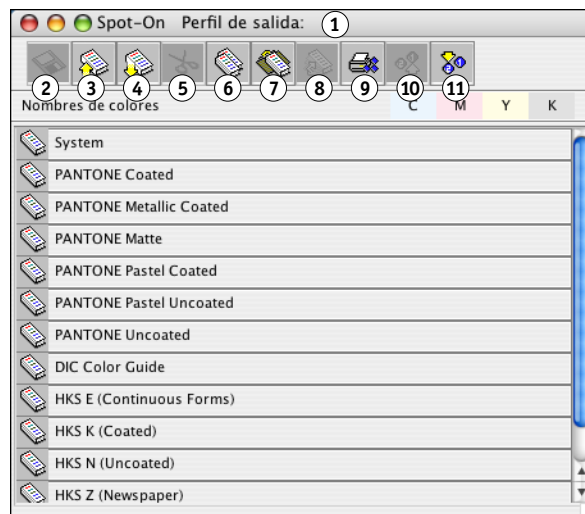 Spot-On Perfil de salida: 1
2 3 4 5 6 7 8 9 10 11
Nombres de colores C M Y K
System
PANTONE Coated
PANTONE Metallic Coated
PANTONE Matte
PANTONE Pastel Coated
PANTONE Pastel Uncoated
PANTONE Uncoated
DIC Color Guide
HKS E (Continuous Forms)
HKS K (Coated)
HKS N (Uncoated)
HKS Z (Newspaper)